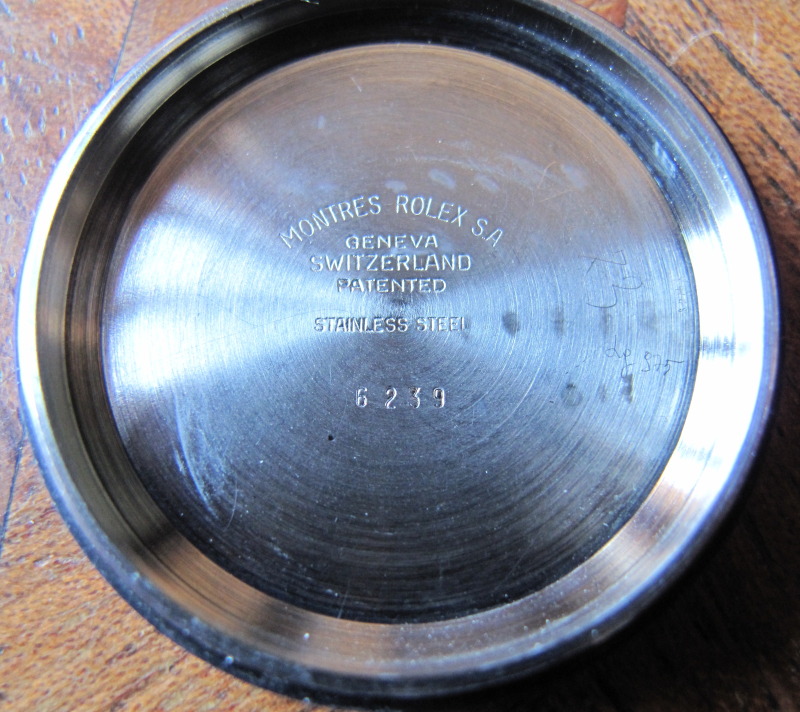 MONTRES ROLEX S.A
GENEVA
SWITZERLAND
PATENTED
STAINLESS STEEL
6239